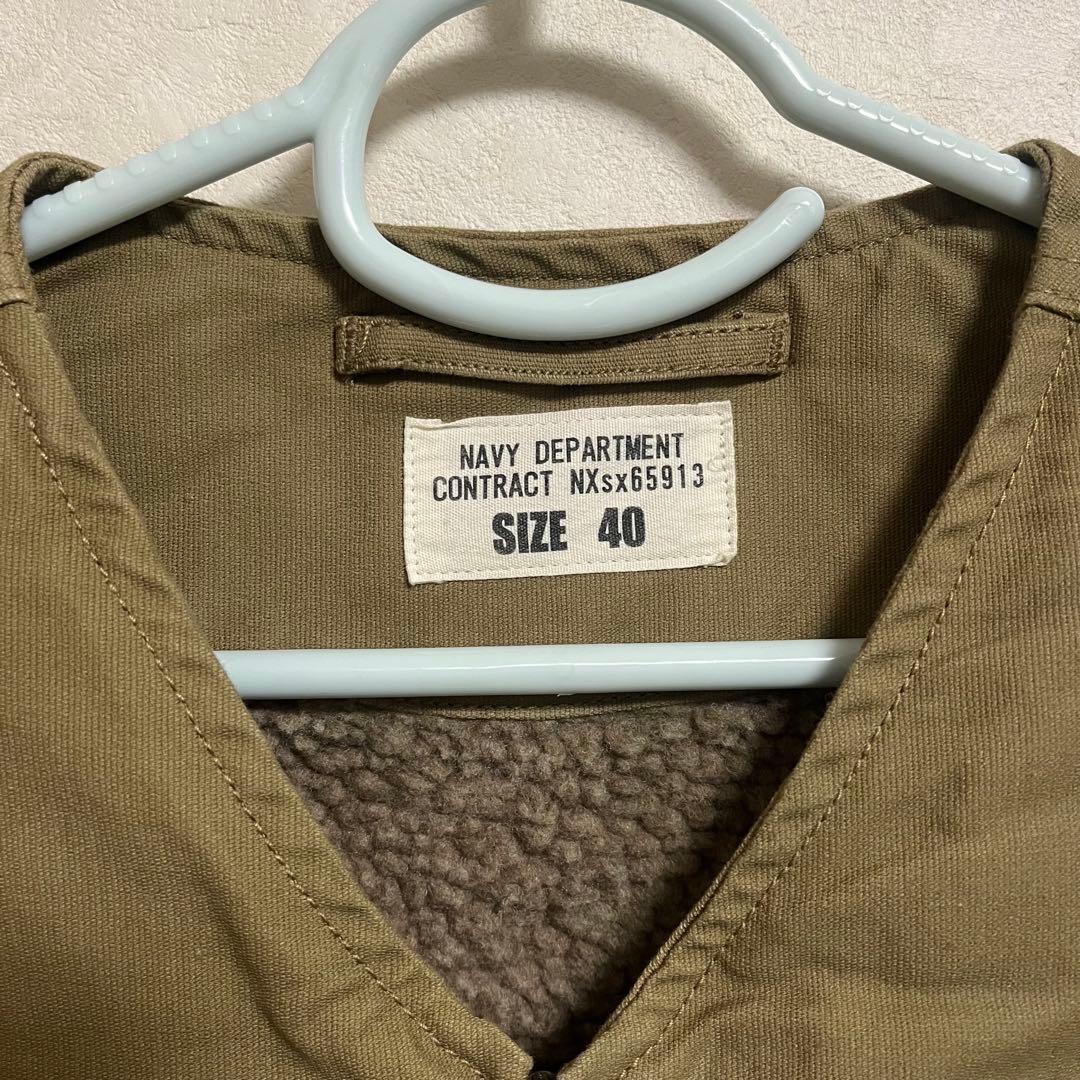 NAVY DEPARTMENT
CONTRACT NXsx65913
SIZE 40